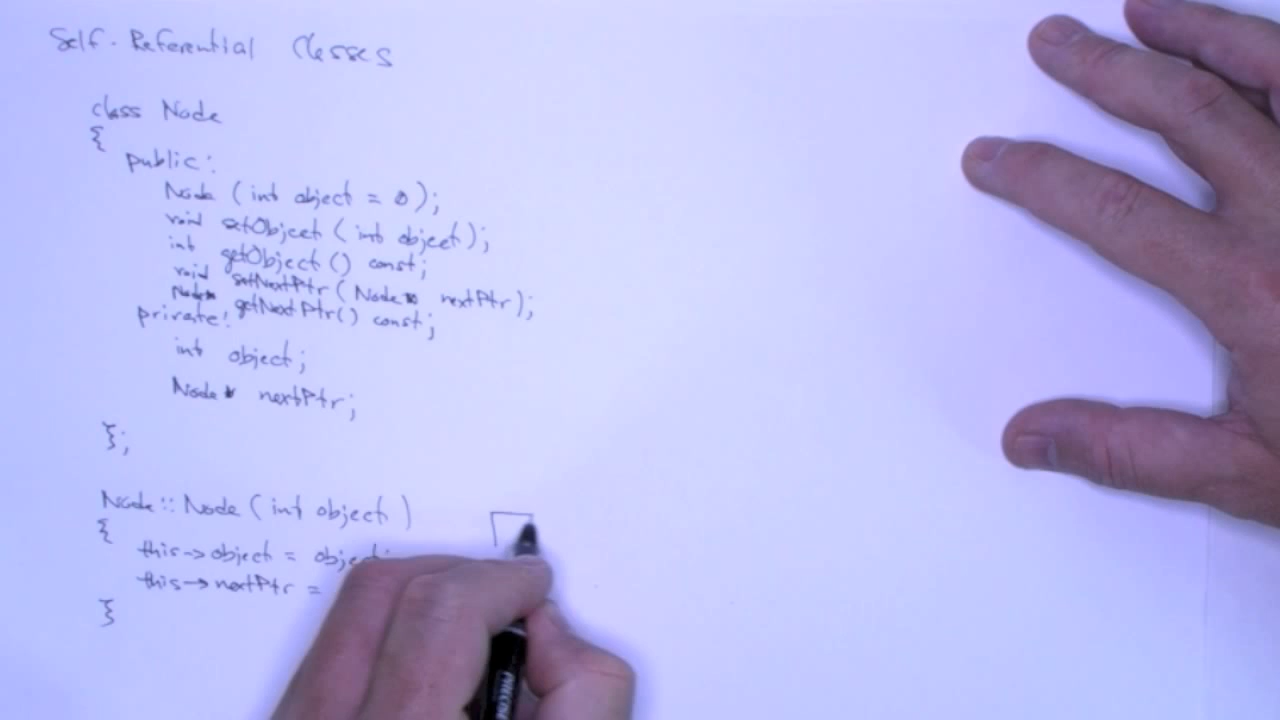 Self-Referential Classes
class Node
{
public:
Node (int object = 0);
void setObject (int object);
int getObject () const;
void setNextPtr (Node* nextPtr);
Node* getNextPtr() const;
private:
int object;
Node* nextPtr;
};
Node::Node (int object)
{
this->object = object;
this->nextPtr =
}